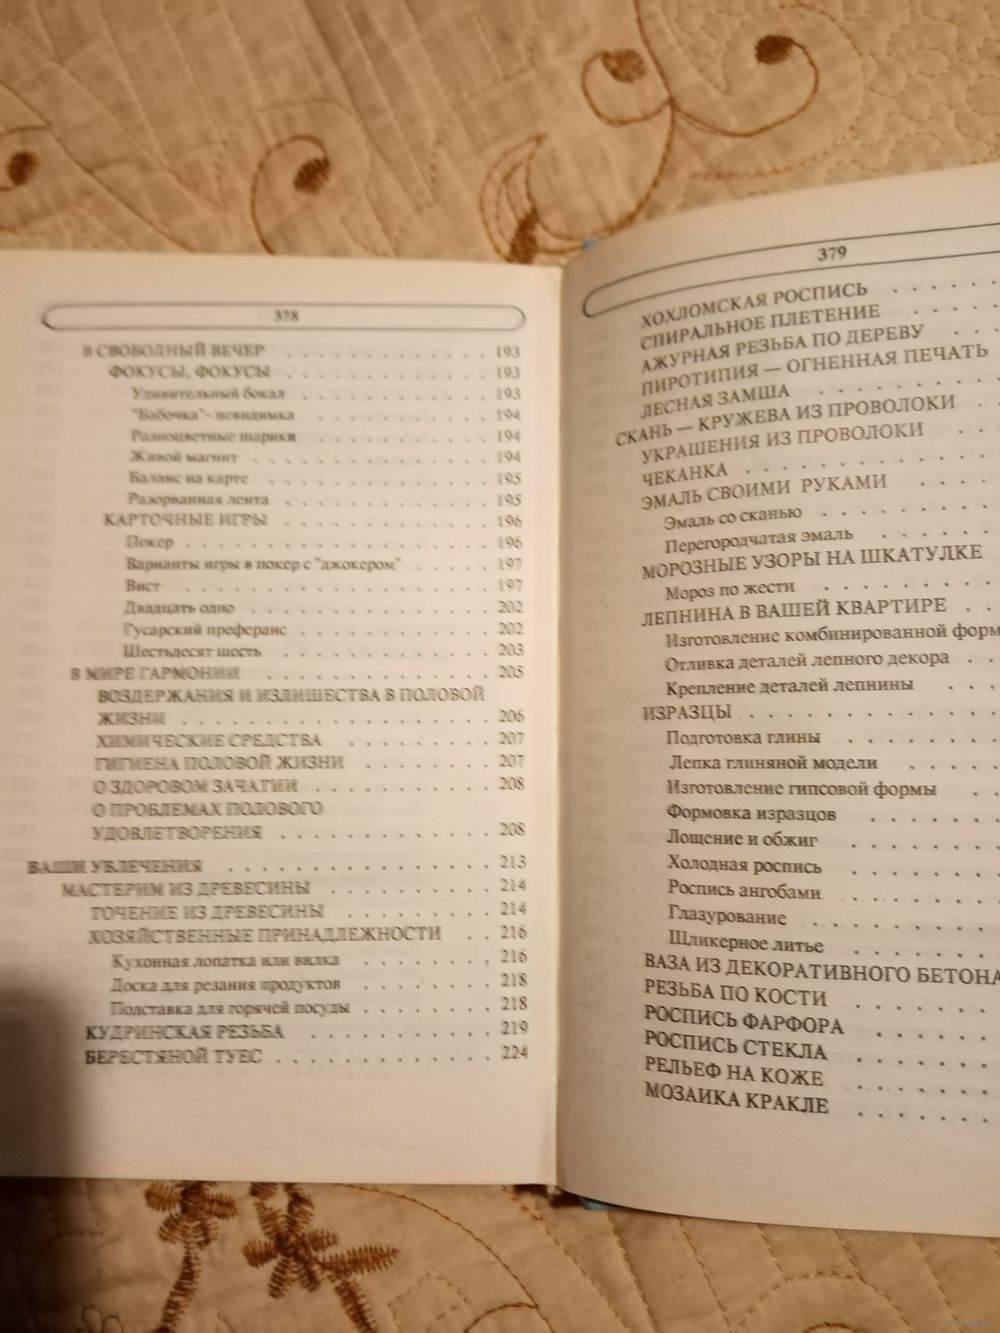 378
В СВОБОДНЫЙ ВЕЧЕР . . . . . . . . . . . . 193
ФОКУСЫ, ФОКУСЫ . . . . . . . . . . . . 193
Удивительный бокал . . . . . . . . . . . 193
"Бабочка"- невидимка . . . . . . . . . . 194
Разноцветные шарики . . . . . . . . . . 194
Живой магнит . . . . . . . . . . . . . 194
Баланс на карте . . . . . . . . . . . . 195
Разорванная лента . . . . . . . . . . . 195
КАРТОЧНЫЕ ИГРЫ . . . . . . . . . . . 196
Покер . . . . . . . . . . . . . . . . 196
Варианты игры в покер с "джокером" . . . . . 197
Вист . . . . . . . . . . . . . . . . 197
Двадцать одно . . . . . . . . . . . . . 202
Гусарский преферанс . . . . . . . . . . 202
Шестьдесят шесть . . . . . . . . . . . 203
В МИРЕ ГАРМОНИИ . . . . . . . . . . . . 205
ВОЗДЕРЖАНИЯ И ИЗЛИШЕСТВА В ПОЛОВОЙ
ЖИЗНИ . . . . . . . . . . . . . . . . 206
ХИМИЧЕСКИЕ СРЕДСТВА . . . . . . . . 207
ГИГИЕНА ПОЛОВОЙ ЖИЗНИ . . . . . . . 207
О ЗДОРОВОМ ЗАЧАТИИ . . . . . . . . . 208
О ПРОБЛЕМАХ ПОЛОВОГО
УДОВЛЕТВОРЕНИЯ . . . . . . . . . . . 208
ВАШИ УВЛЕЧЕНИЯ . . . . . . . . . . . . . 213
МАСТЕРИМ ИЗ ДРЕВЕСИНЫ . . . . . . . . . 214
ТОЧЕНИЕ ИЗ ДРЕВЕСИНЫ . . . . . . . . 214
ХОЗЯЙСТВЕННЫЕ ПРИНАДЛЕЖНОСТИ . . 216
Кухонная лопатка или вилка . . . . . . . 216
Доска для резания продуктов . . . . . . . 218
Подставка для горячей посуды . . . . . . . 218
КУДРИНСКАЯ РЕЗЬБА . . . . . . . . . . 219
БЕРЕСТЯНОЙ ТУЕС . . . . . . . . . . . . 224
379
ХОХЛОМСКАЯ РОСПИСЬ . . . . . .
СПИРАЛЬНОЕ ПЛЕТЕНИЕ . . . . .
АЖУРНАЯ РЕЗЬБА ПО ДЕРЕВУ . . .
ПИРОТИПИЯ — ОГНЕННАЯ ПЕЧАТЬ
ЛЕСНАЯ ЗАМША . . . . . . . . .
СКАНЬ — КРУЖЕВА ИЗ ПРОВОЛОКИ . .
УКРАШЕНИЯ ИЗ ПРОВОЛОКИ . . .
ЧЕКАНКА . . . . . . . . . . . .
ЭМАЛЬ СВОИМИ РУКАМИ . . . .
Эмаль со сканью . . . . . . . . .
Перегородчатая эмаль . . . . . .
МОРОЗНЫЕ УЗОРЫ НА ШКАТУЛКЕ
Мороз по жести . . . . . . . . .
ЛЕПНИНА В ВАШЕЙ КВАРТИРЕ . .
Изготовление комбинированной форм
Отливка деталей лепного декора . .
Крепление деталей лепнины . . .
ИЗРАЗЦЫ . . . . . . . . . . . .
Подготовка глины . . . . . . . .
Лепка глиняной модели . . . . .
Изготовление гипсовой формы . .
Формовка изразцов . . . . . . .
Лощение и обжиг . . . . . . . .
Холодная роспись . . . . . . . .
Роспись ангобами . . . . . . . .
Глазурование . . . . . . . . . .
Шликерное литье . . . . . . . .
ВАЗА ИЗ ДЕКОРАТИВНОГО БЕТОНА
РЕЗЬБА ПО КОСТИ . . . . . . . .
РОСПИСЬ ФАРФОРА . . . . . . .
РОСПИСЬ СТЕКЛА . . . . . . . .
РЕЛЬЕФ НА КОЖЕ . . . . . . . .
МОЗАИКА КРАКЛЕ . . . . . . . .